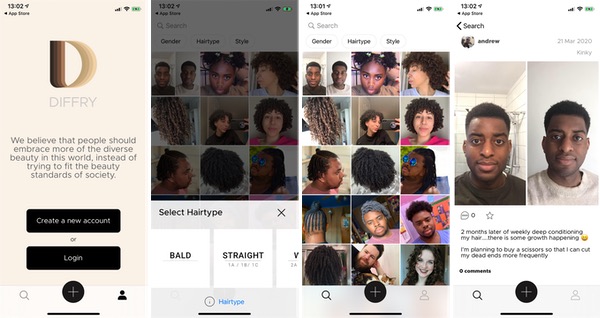 13:02
App Store
DIFFRY
We believe that people should
embrace more of the diverse
beauty in this world, instead of
trying to fit the beauty
standards of society.
Create a new account
or
Login
13:02
App Store
Search
Gender
Hairtype
Style
Select Hairtype
BALD
STRAIGHT
1A / 1B / 1C
Hairtype
13:01
App Store
Search
Gender
Hairtype
Style
13:02
App Store
Search
andrew
21 Mar 2020
Kinky
0
2 months later of weekly deep conditioning
my hair....there is some growth happening 😄
I'm planning to buy a scissors so that I can cut
my dead ends more frequently
0 comments